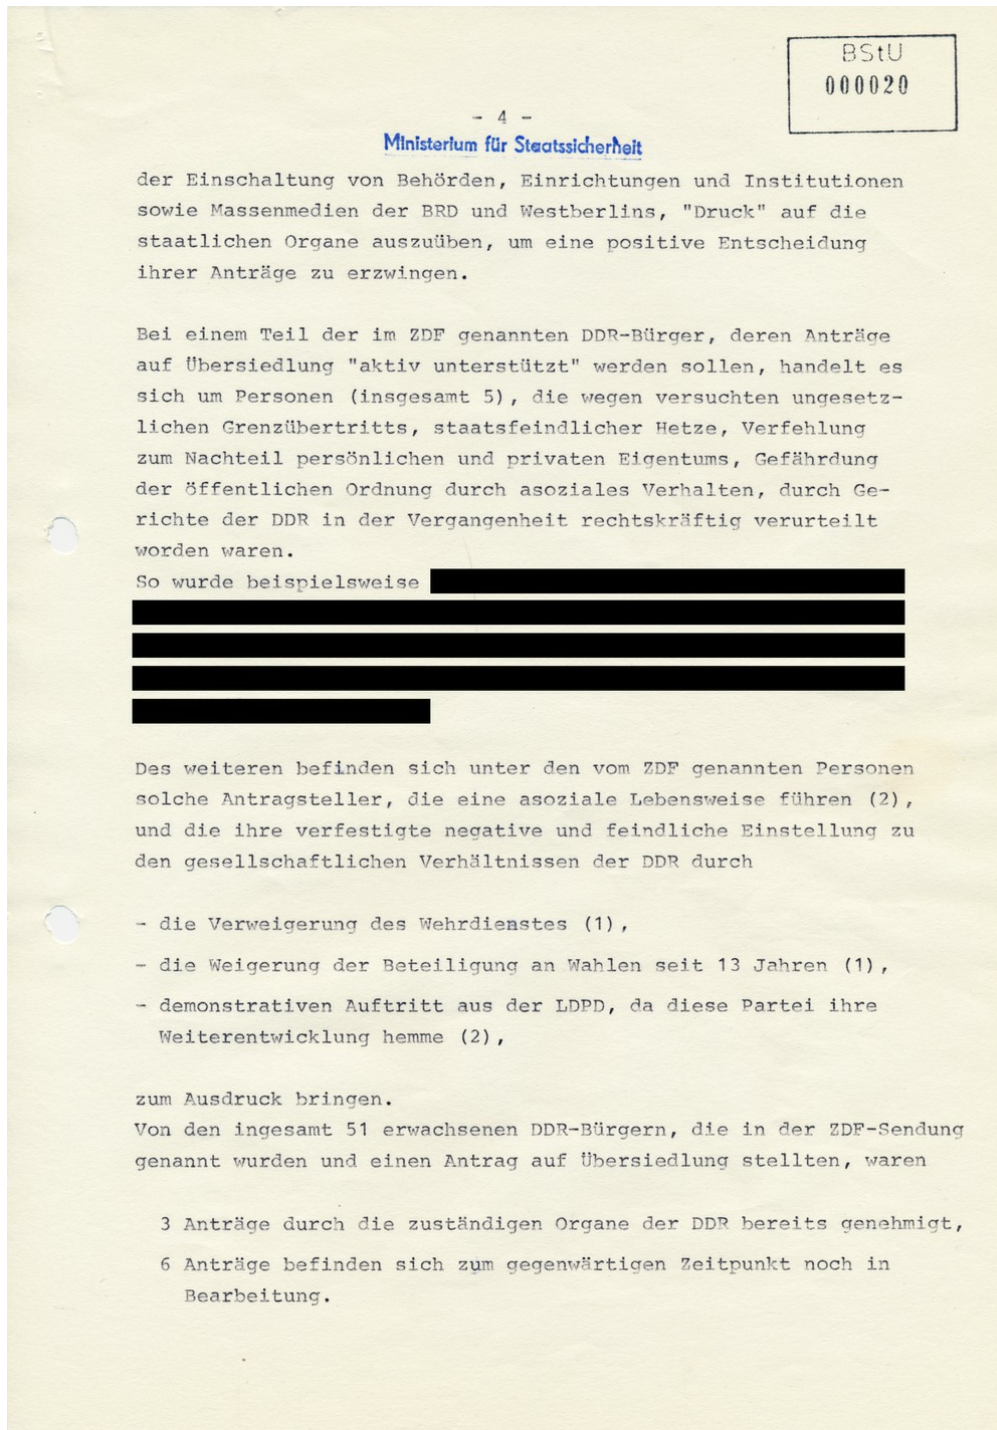 BStU
000020
- 4 -
Ministerium für Staatssicherheit
der Einschaltung von Behörden, Einrichtungen und Institutionen
sowie Massenmedien der BRD und Westberlins, "Druck" auf die
staatlichen Organe auszuüben, um eine positive Entscheidung
ihrer Anträge zu erzwingen.
Bei einem Teil der im ZDF genannten DDR-Bürger, deren Anträge
auf Übersiedlung "aktiv unterstützt" werden sollen, handelt es
sich um Personen (insgesamt 5), die wegen versuchten ungesetz-
lichen Grenzübertritts, staatsfeindlicher Hetze, Verfehlung
zum Nachteil persönlichen und privaten Eigentums, Gefährdung
der öffentlichen Ordnung durch asoziales Verhalten, durch Ge-
richte der DDR in der Vergangenheit rechtskräftig verurteilt
worden waren.
So wurde beispielsweise
Des weiteren befinden sich unter den vom ZDF genannten Personen
solche Antragsteller, die eine asoziale Lebensweise führen (2),
und die ihre verfestigte negative und feindliche Einstellung zu
den gesellschaftlichen Verhältnissen der DDR durch
- die Verweigerung des Wehrdienstes (1),
- die Weigerung der Beteiligung an Wahlen seit 13 Jahren (1),
- demonstrativen Auftritt aus der LDPD, da diese Partei ihre
Weiterentwicklung hemme (2),
zum Ausdruck bringen.
Von den ingesamt 51 erwachsenen DDR-Bürgern, die in der ZDF-Sendung
genannt wurden und einen Antrag auf Übersiedlung stellten, waren
3 Anträge durch die zuständigen Organe der DDR bereits genehmigt,
6 Anträge befinden sich zum gegenwärtigen Zeitpunkt noch in
Bearbeitung.